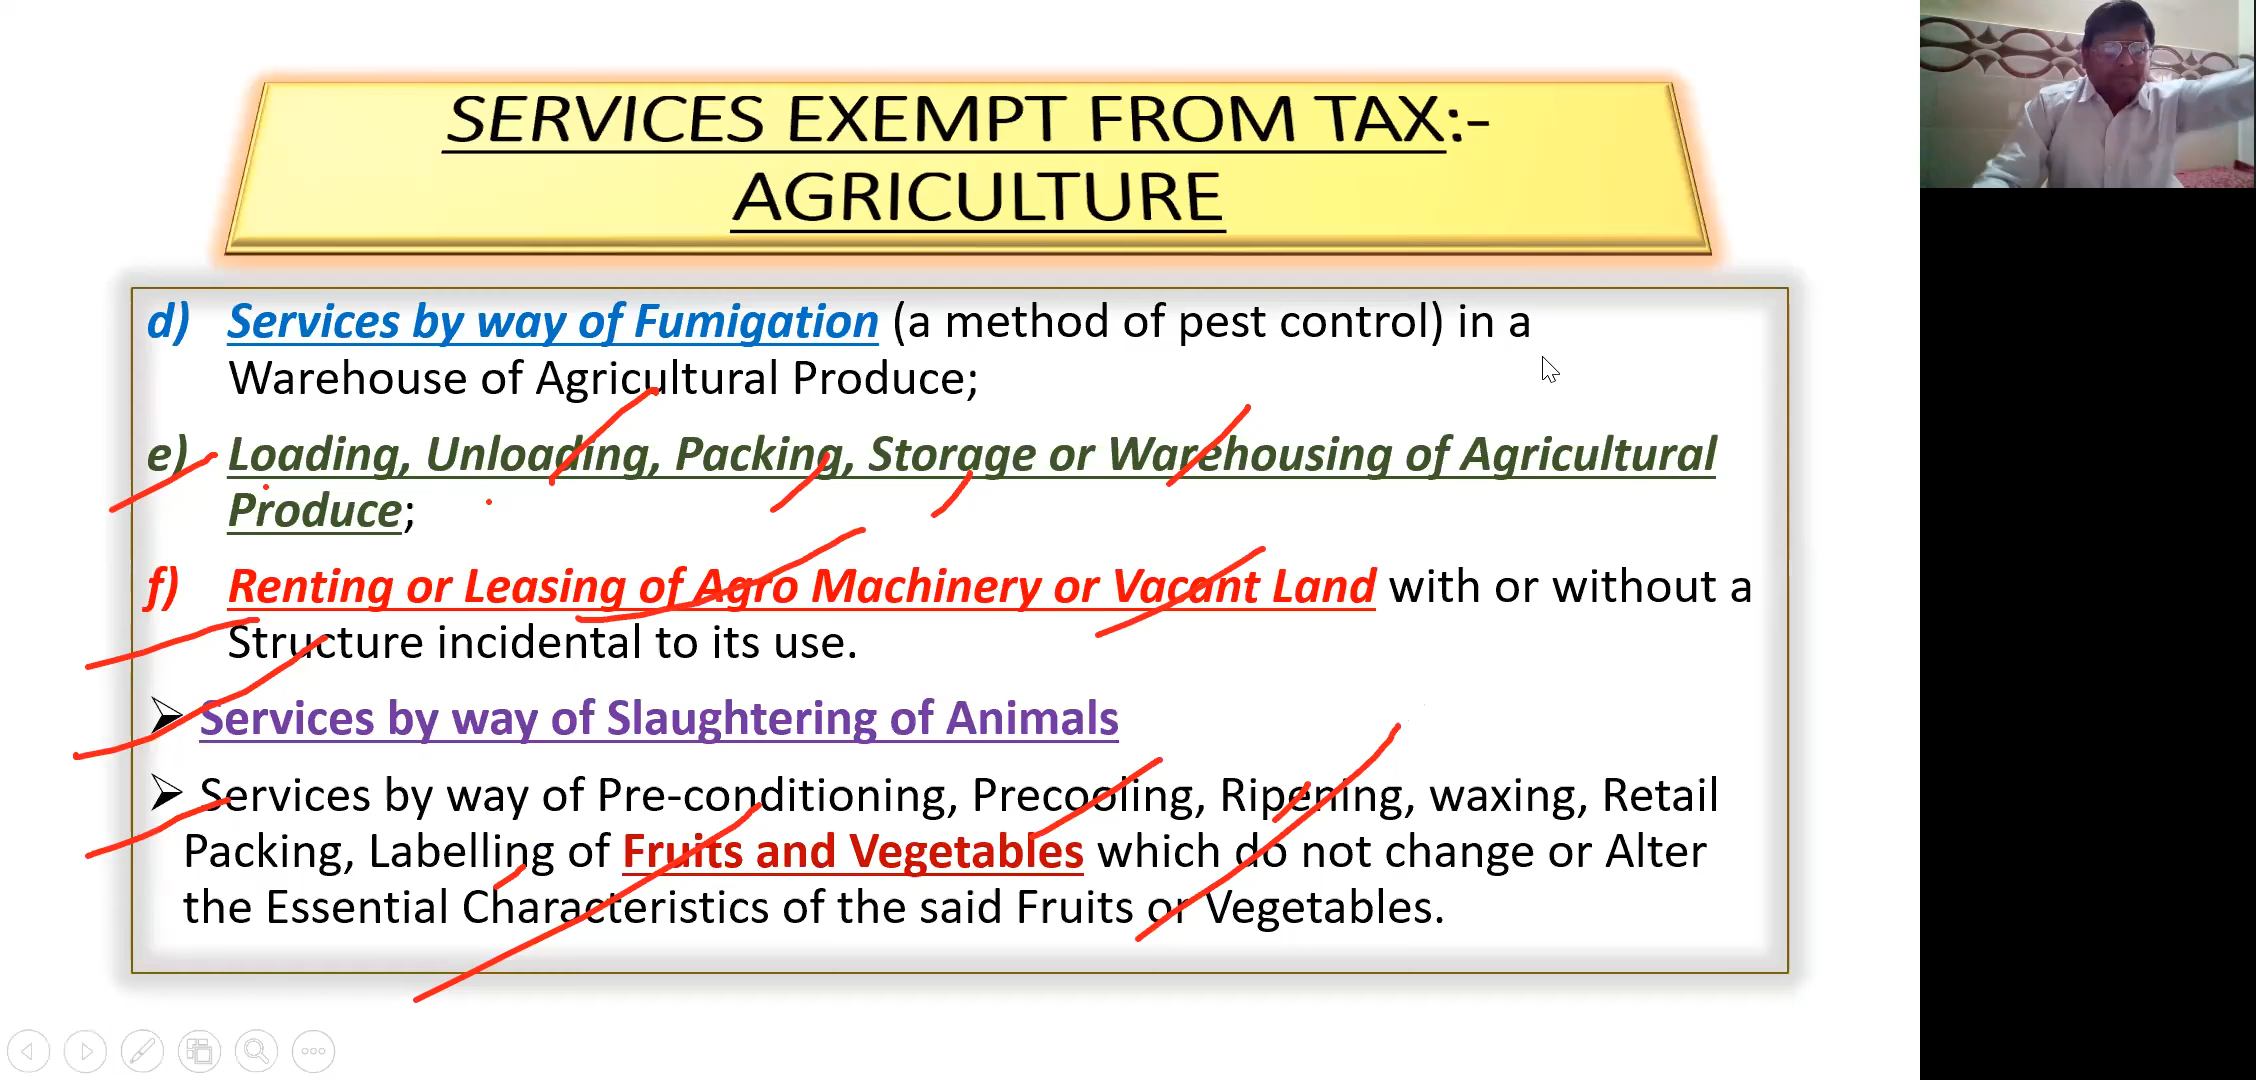 SERVICES EXEMPT FROM TAX:-
AGRICULTURE
d) Services by way of Fumigation (a method of pest control) in a
Warehouse of Agricultural Produce;
e) Loading, Unloading, Packing, Storage or Warehousing of Agricultural
Produce;
f) Renting or Leasing of Agro Machinery or Vacant Land with or without a
Structure incidental to its use.
Services by way of Slaughtering of Animals
Services by way of Pre-conditioning, Precooling, Ripening, waxing, Retail
Packing, Labelling of Fruits and Vegetables which do not change or Alter
the Essential Characteristics of the said Fruits or Vegetables.